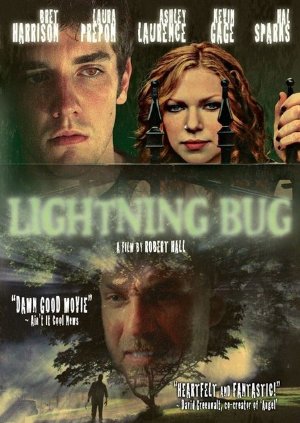 BRET HARRISON
LAURA PREPON
ASHLEY LAURENCE
KEVIN GAGE
HAL SPARKS
LIGHTNING BUG
A FILM BY ROBERT HALL
"DAMN GOOD MOVIE"
~ Ain't It Cool News
"HEARTFELT AND FANTASTIC!"
~ David Greenwalt, co-creator of 'Angel'